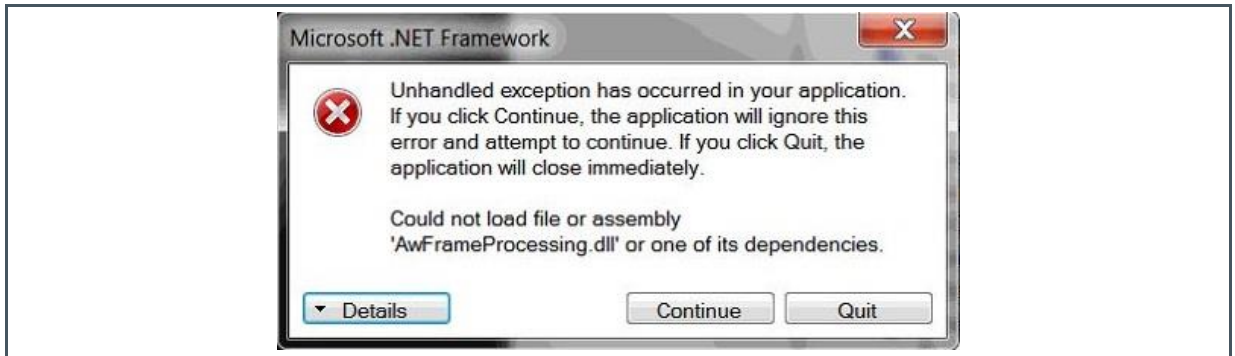 Microsoft .NET Framework
X
Unhandled exception has occurred in your application.
If you click Continue, the application will ignore this
error and attempt to continue. If you click Quit, the
application will close immediately.
Could not load file or assembly
'AwFrameProcessing.dll' or one of its dependencies.
Details
Continue
Quit